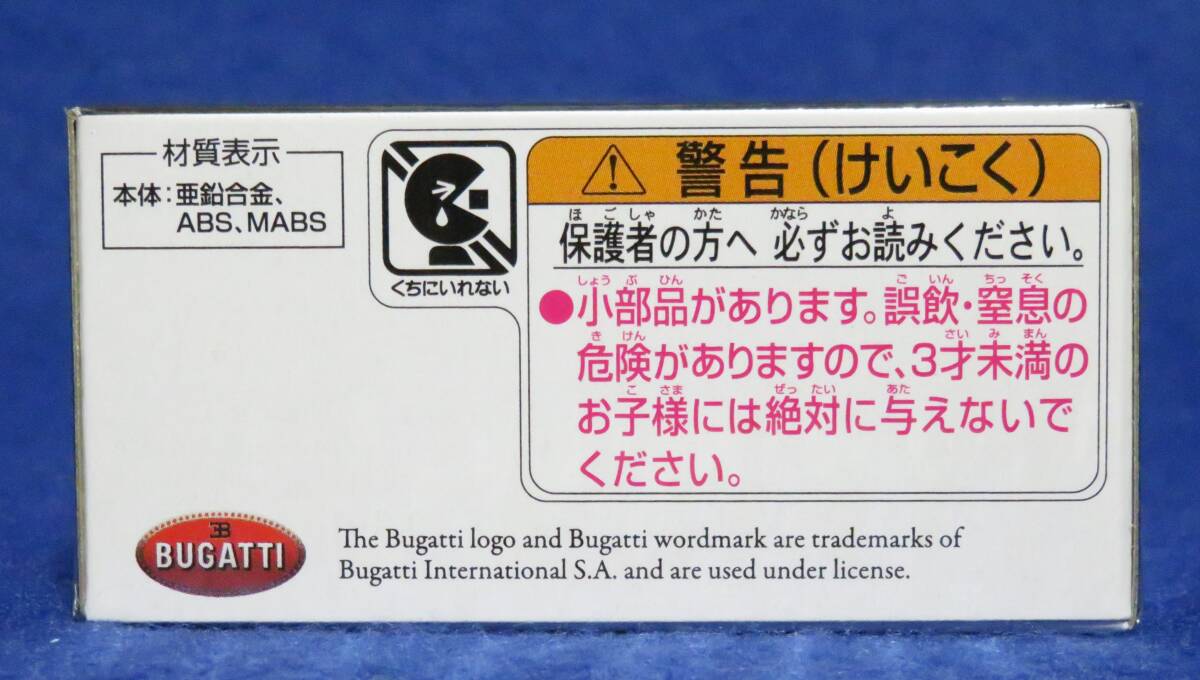 材質表示
本体：亜鉛合金、
ABS、MABS
くちにいれない
警告（けいこく）
ほごしゃ かた かなら よ
保護者の方へ 必ずお読みください。
しょうぶひん ごいん ちっそく
●小部品があります。誤飲・窒息の
きけん さいみまん
危険がありますので、3才未満の
こさま ぜったい あた
お子様には絶対に与えないで
ください。
EB
BUGATTI
The Bugatti logo and Bugatti wordmark are trademarks of
Bugatti International S.A. and are used under license.